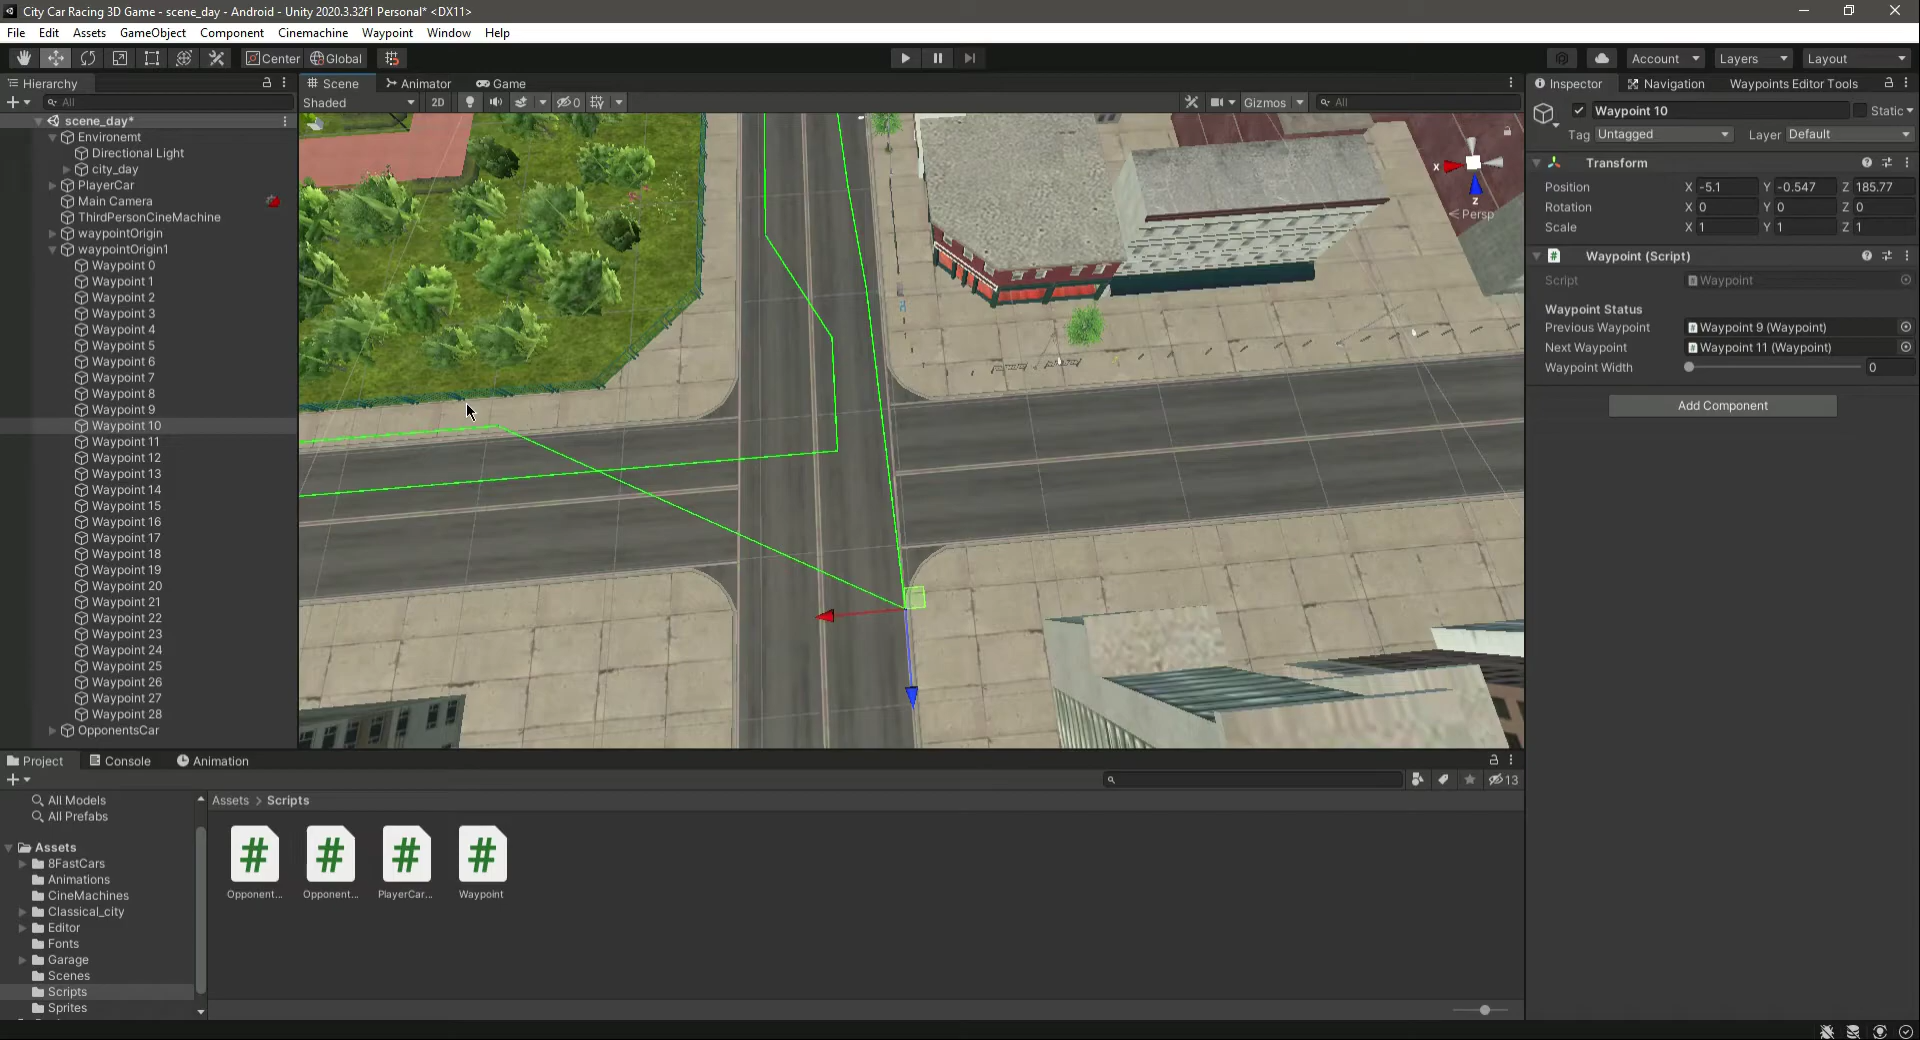 City Car Racing 3D Game - scene_day - Android - Unity 2020.3.32f1 Personal* <DX11>
File Edit Assets GameObject Component Cinemachine Waypoint Window Help
Center Global Account Layers Layout
Hierarchy Scene Animator Game Inspector Navigation Waypoints Editor Tools
All Shaded 2D 0 Gizmos All
Waypoint 10 Static
Tag Untagged Layer Default
scene_day*
Environemt
Directional Light
city_day
PlayerCar
Main Camera
ThirdPersonCineMachine
waypointOrigin
waypointOrigin1
Waypoint 0
Waypoint 1
Waypoint 2
Waypoint 3
Waypoint 4
Waypoint 5
Waypoint 6
Waypoint 7
Waypoint 8
Waypoint 9
Waypoint 10
Waypoint 11
Waypoint 12
Waypoint 13
Waypoint 14
Waypoint 15
Waypoint 16
Waypoint 17
Waypoint 18
Waypoint 19
Waypoint 20
Waypoint 21
Waypoint 22
Waypoint 23
Waypoint 24
Waypoint 25
Waypoint 26
Waypoint 27
Waypoint 28
OpponentsCar
x
z
Persp
Transform
Position X -5.1 Y -0.547 Z 185.77
Rotation X 0 Y 0 Z 0
Scale X 1 Y 1 Z 1
Waypoint (Script)
Script Waypoint
Waypoint Status
Previous Waypoint Waypoint 9 (Waypoint)
Next Waypoint Waypoint 11 (Waypoint)
Waypoint Width 0
Add Component
Project Console Animation
13
All Models
All Prefabs
Assets
8FastCars
Animations
CineMachines
Classical_city
Editor
Fonts
Garage
Scenes
Scripts
Sprites
Assets > Scripts
Opponent... Opponent... PlayerCar... Waypoint